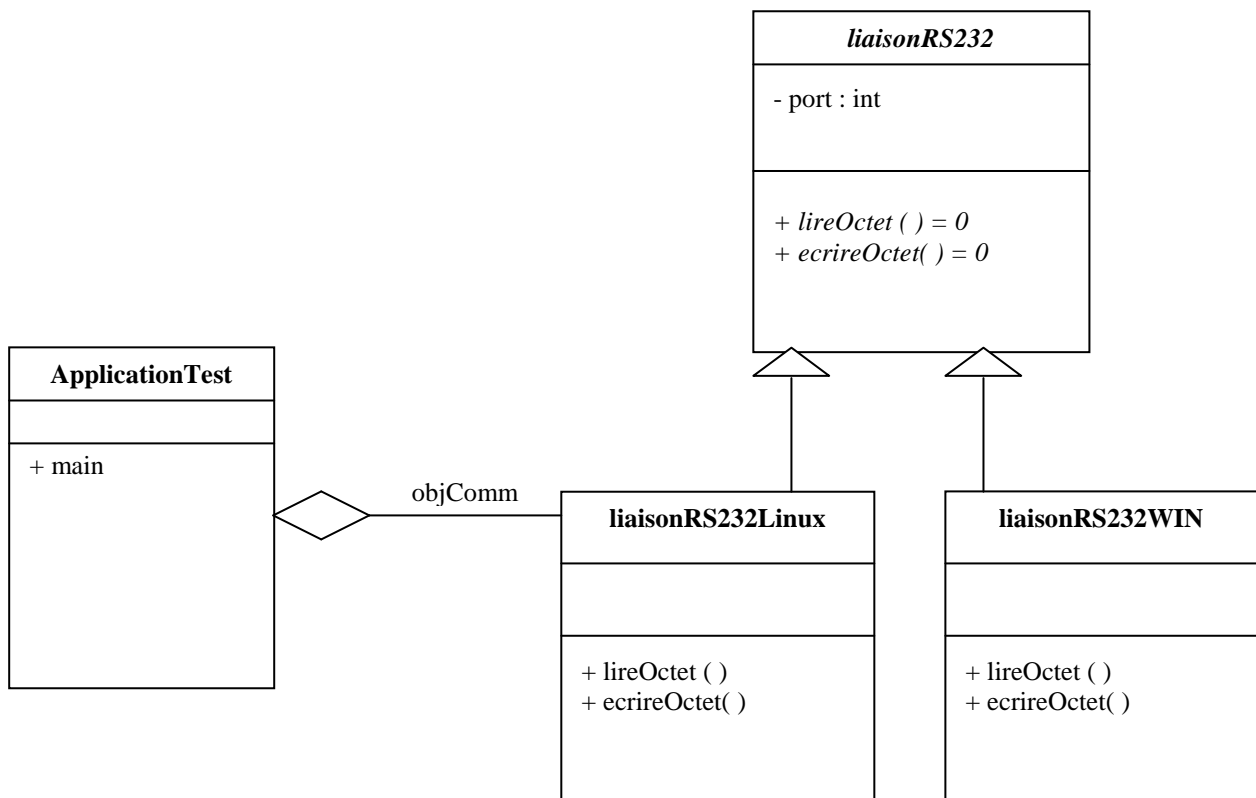 liaisonRS232
- port : int
+ lireOctet ( ) = 0
+ ecrireOctet( ) = 0
ApplicationTest
+ main
objComm
liaisonRS232Linux
+ lireOctet ( )
+ ecrireOctet( )
liaisonRS232WIN
+ lireOctet ( )
+ ecrireOctet( )